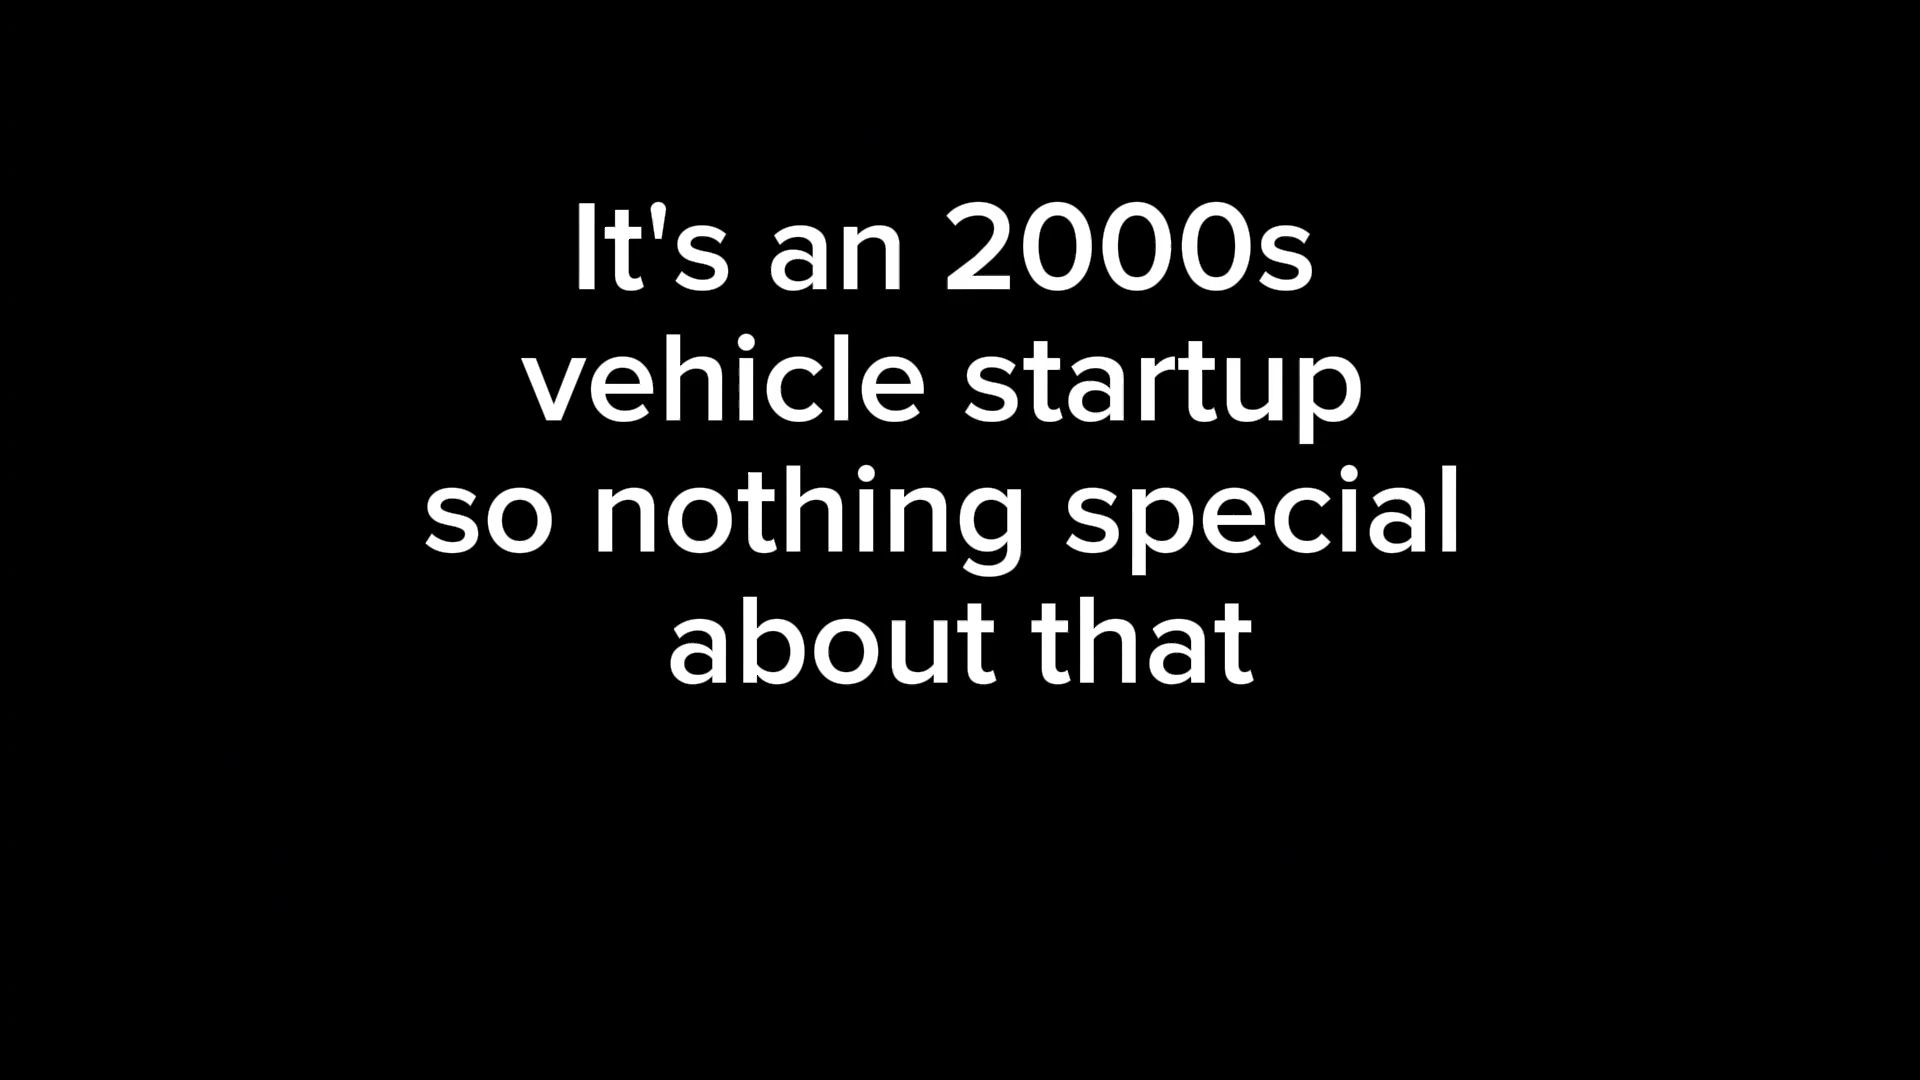 It's an 2000s
vehicle startup
so nothing special
about that